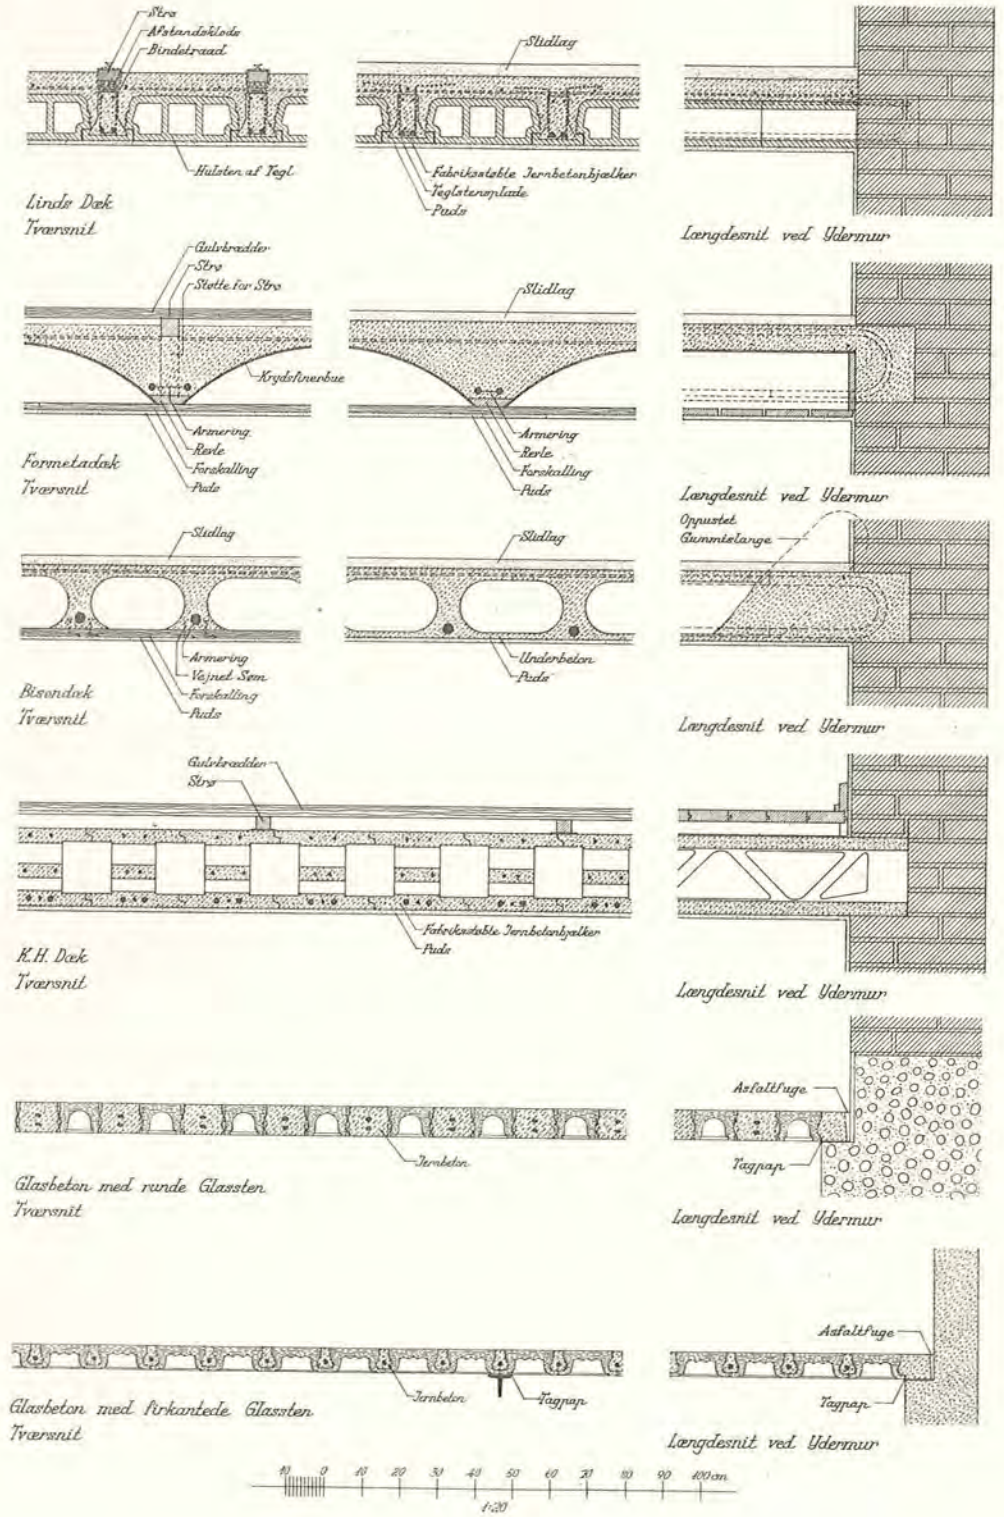 Strø
Afstandsklods
Bindetraad
Hulsten af Tegl
Linds Dæk
Tværsnit
Slidlag
Fabriksstøbte Jernbetonbjælker
Teglstensplade
Puds
Længdesnit ved Ydermur
Gulvbrædder
Strø
Støtte for Strø
Krydsfinerbue
Armering
Revle
Forskalling
Puds
Formetadæk
Tværsnit
Slidlag
Armering
Revle
Forskalling
Puds
Længdesnit ved Ydermur
Slidlag
Armering
Vejnet Søm
Forskalling
Puds
Bisondæk
Tværsnit
Slidlag
Underbeton
Puds
Oppustet
Gummislange
Længdesnit ved Ydermur
Gulvbrædder
Strø
Fabriksstøbte Jernbetonbjælker
Puds
K.H. Dæk
Tværsnit
Længdesnit ved Ydermur
Jernbeton
Glasbeton med runde Glassten
Tværsnit
Asfaltfuge
Tagpap
Længdesnit ved Ydermur
Jernbeton
Tagpap
Glasbeton med firkantede Glassten
Tværsnit
Asfaltfuge
Tagpap
Længdesnit ved Ydermur
10 0 10 20 30 40 50 60 70 80 90 100 cm
1:20